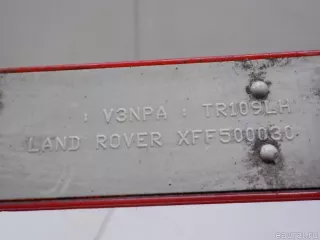 : V3NPA : TR109LH
LAND ROVER XFF500030